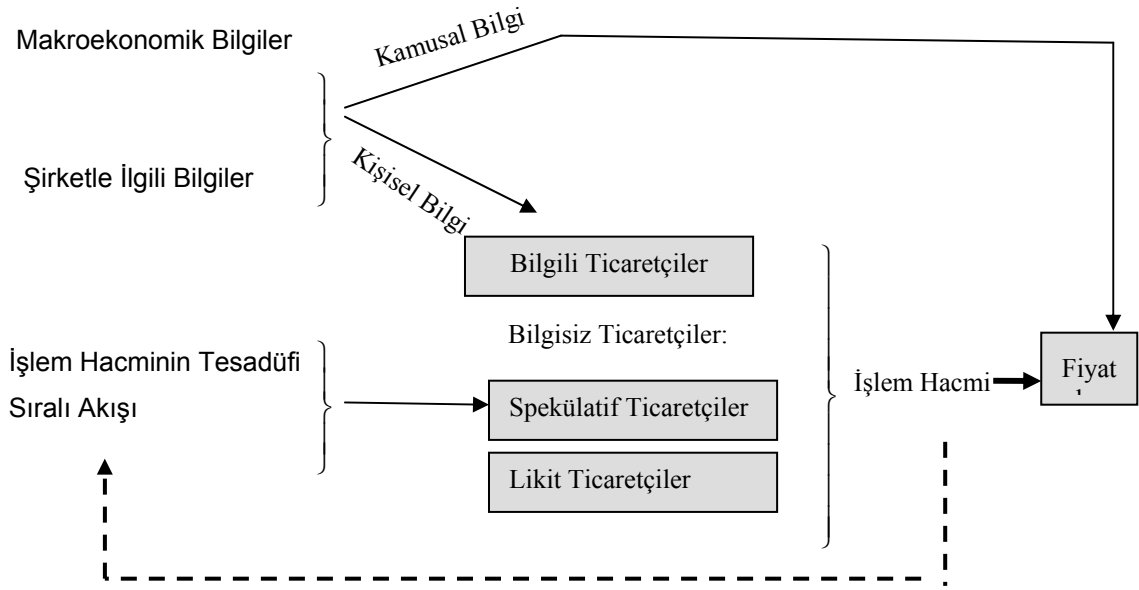 Makroekonomik Bilgiler
Kamusal Bilgi
Şirketle İlgili Bilgiler
Kişisel Bilgi
Bilgili Ticaretçiler
Bilgisiz Ticaretçiler:
İşlem Hacminin Tesadüfi
Sıralı Akışı
Spekülatif Ticaretçiler
Likit Ticaretçiler
İşlem Hacmi
Fiyat